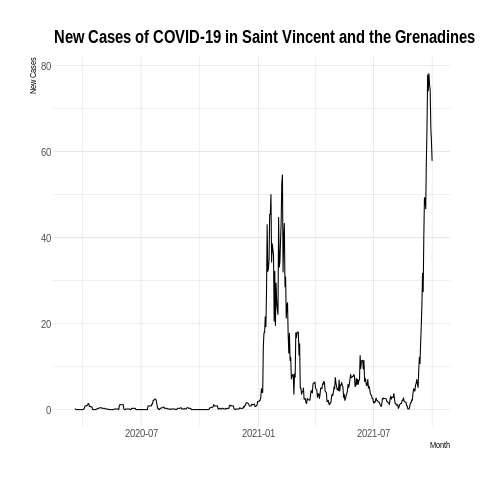 New Cases of COVID-19 in Saint Vincent and the Grenadines
New Cases
80
60
40
20
0
2020-07
2021-01
2021-07
Month